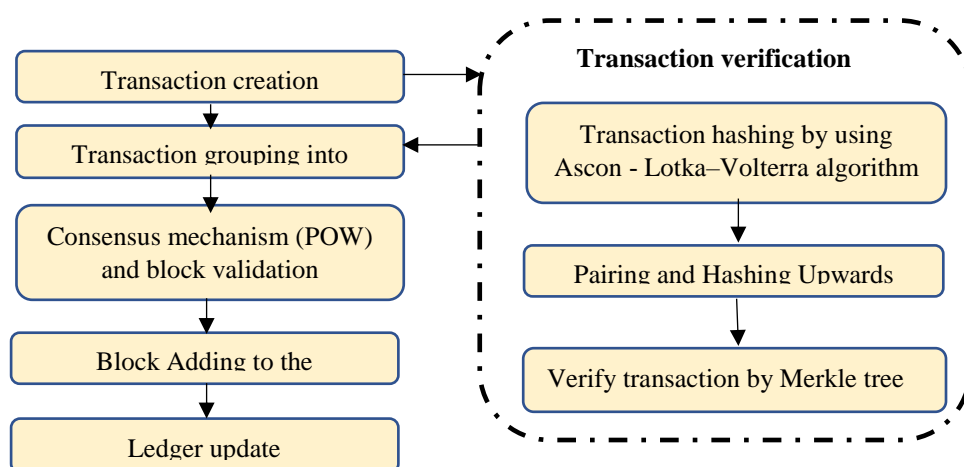 Transaction creation
Transaction grouping into
Consensus mechanism (POW)
and block validation
Block Adding to the
Ledger update
Transaction verification
Transaction hashing by using
Ascon - Lotka–Volterra algorithm
Pairing and Hashing Upwards
Verify transaction by Merkle tree